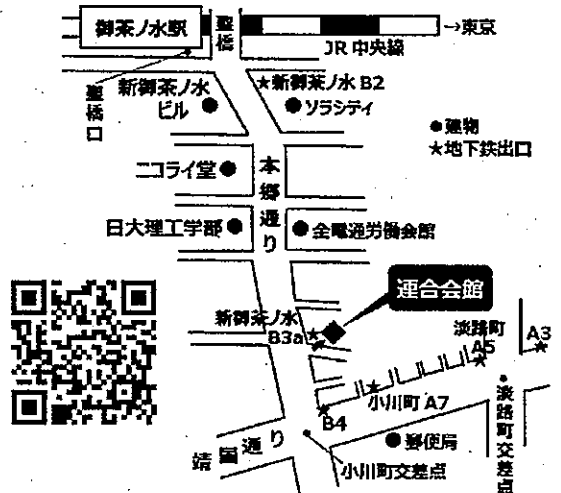 御茶ノ水駅
聖橋
→東京
JR中央線
聖橋口
新御茶ノ水
ビル
★新御茶ノ水 B2
●ソラシティ
●建物
★地下鉄出口
ニコライ堂●
本郷通り
日大理工学部●
●全電通労働会館
連合会館
新御茶ノ水
B3a
淡路町
A5
A3
小川町 A7
B4
淡路町交差点
靖国通り
●郵便局
小川町交差点